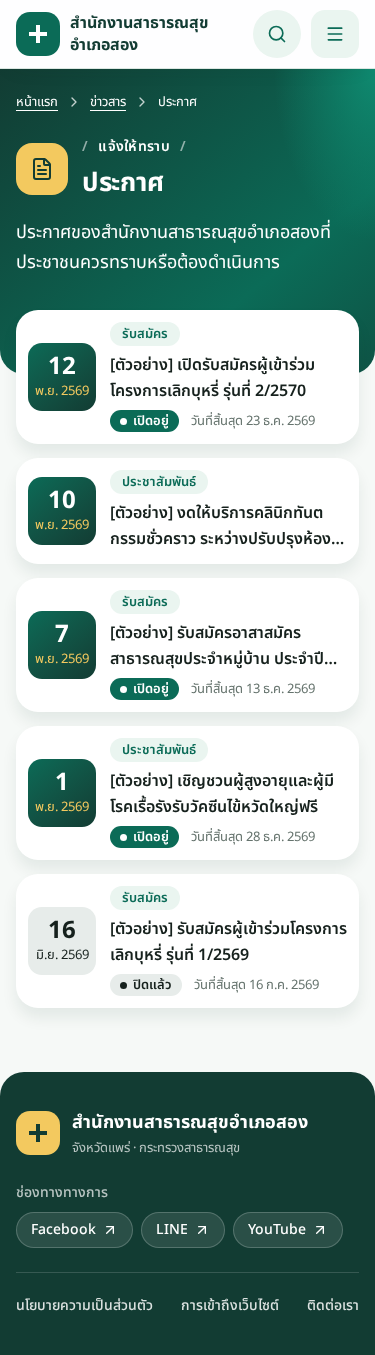 สำนักงานสาธารณสุข
อำเภอสอง
หน้าแรก > ข่าวสาร > ประกาศ
/ แจ้งให้ทราบ /
ประกาศ
ประกาศของสำนักงานสาธารณสุขอำเภอสองที่
ประชาชนควรทราบหรือต้องดำเนินการ
12
พ.ย. 2569
รับสมัคร
[ตัวอย่าง] เปิดรับสมัครผู้เข้าร่วม
โครงการเลิกบุหรี่ รุ่นที่ 2/2570
เปิดอยู่ วันที่สิ้นสุด 23 ธ.ค. 2569
10
พ.ย. 2569
ประชาสัมพันธ์
[ตัวอย่าง] งดให้บริการคลินิกทันต
กรรมชั่วคราว ระหว่างปรับปรุงห้อง...
7
พ.ย. 2569
รับสมัคร
[ตัวอย่าง] รับสมัครอาสาสมัคร
สาธารณสุขประจำหมู่บ้าน ประจำปี...
เปิดอยู่ วันที่สิ้นสุด 13 ธ.ค. 2569
1
พ.ย. 2569
ประชาสัมพันธ์
[ตัวอย่าง] เชิญชวนผู้สูงอายุและผู้มี
โรคเรื้อรังรับวัคซีนไข้หวัดใหญ่ฟรี
เปิดอยู่ วันที่สิ้นสุด 28 ธ.ค. 2569
16
มิ.ย. 2569
รับสมัคร
[ตัวอย่าง] รับสมัครผู้เข้าร่วมโครงการ
เลิกบุหรี่ รุ่นที่ 1/2569
ปิดแล้ว วันที่สิ้นสุด 16 ก.ค. 2569
สำนักงานสาธารณสุขอำเภอสอง
จังหวัดแพร่ · กระทรวงสาธารณสุข
ช่องทางทางการ
Facebook LINE YouTube
นโยบายความเป็นส่วนตัว การเข้าถึงเว็บไซต์ ติดต่อเรา